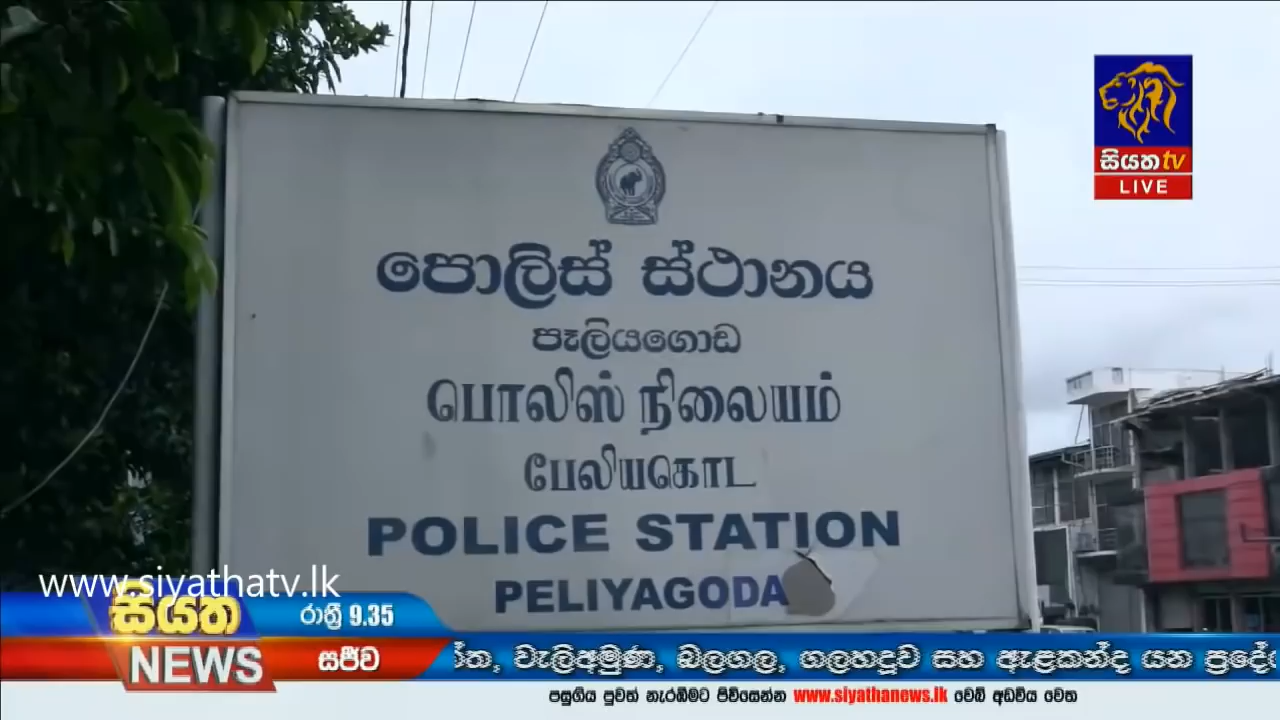 සියත tv
LIVE
පොලිස් ස්ථානය
පෑලියගොඩ
பொலிஸ் நிலையம்
பேலியகொட
POLICE STATION
PELIYAGODA
www.siyathatv.lk
සියත
රාත්‍රී 9.35
NEWS
සජීව
වැලිඅමුණ, බලගල, ගලහදූව සහ ඇළකන්ද යන
පසුගිය පුවත් නැරඹීමට පිවිසෙන්න www.siyathanews.lk වෙබ් අඩවිය වෙත